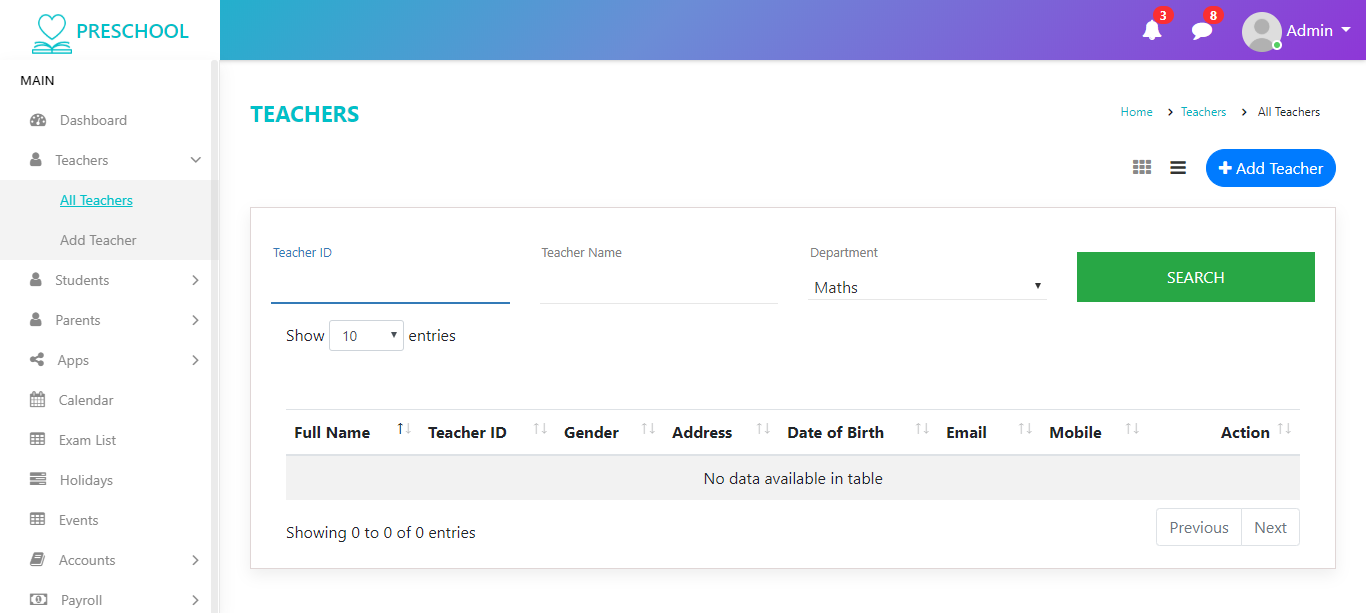 PRESCHOOL
3
8
Admin
MAIN
Dashboard
Teachers
All Teachers
Add Teacher
Students
Parents
Apps
Calendar
Exam List
Holidays
Events
Accounts
Payroll
TEACHERS
Home > Teachers > All Teachers
+ Add Teacher
Teacher ID
Teacher Name
Department
Maths
SEARCH
Show 10 entries
Full Name Teacher ID Gender Address Date of Birth Email Mobile Action
No data available in table
Showing 0 to 0 of 0 entries
Previous Next